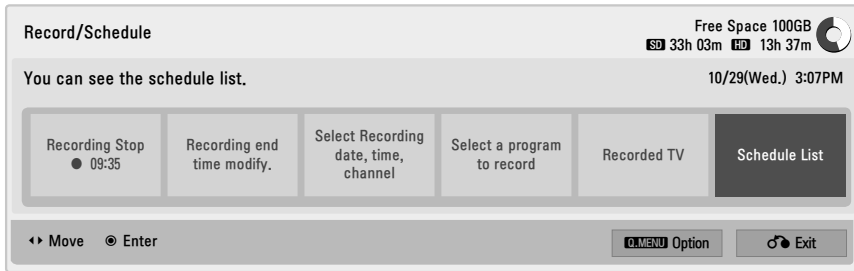 Record/Schedule
Free Space 100GB
SD 33h 03m HD 13h 37m
You can see the schedule list.
10/29(Wed.) 3:07PM
Recording Stop
● 09:35
Recording end
time modify.
Select Recording
date, time,
channel
Select a program
to record
Recorded TV
Schedule List
Move
Enter
Q.MENU Option
Exit